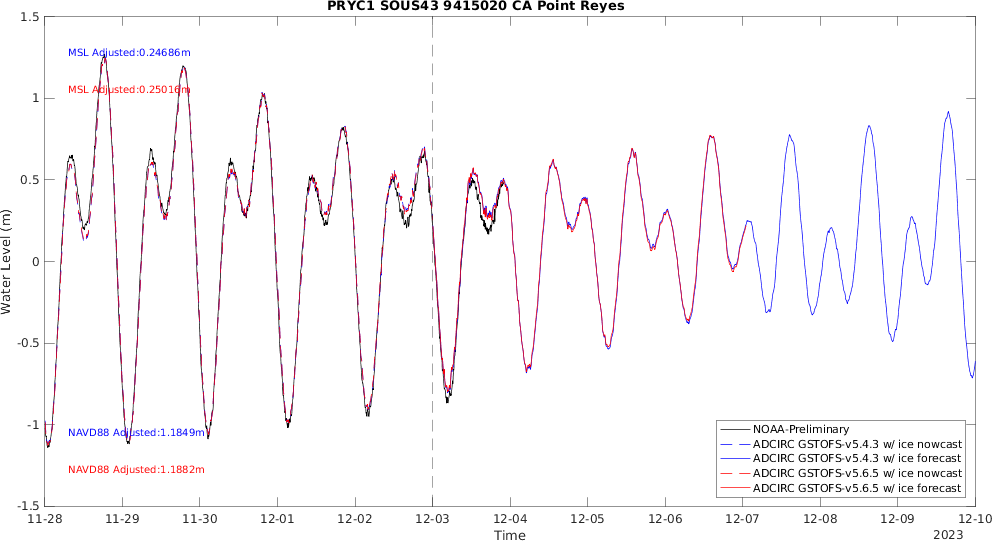 PRYC1 SOUS43 9415020 CA Point Reyes
1.5
MSL Adjusted:0.24686m
MSL Adjusted:0.25016m
1
0.5
Water Level (m)
0
-0.5
-1
NAVD88 Adjusted:1.1849m
NAVD88 Adjusted:1.1882m
-1.5
NOAA-Preliminary
ADCIRC GSTOFS-v5.4.3 w/ ice nowcast
ADCIRC GSTOFS-v5.4.3 w/ ice forecast
ADCIRC GSTOFS-v5.6.5 w/ ice nowcast
ADCIRC GSTOFS-v5.6.5 w/ ice forecast
11-28 11-29 11-30 12-01 12-02 12-03 12-04 12-05 12-06 12-07 12-08 12-09 12-10
Time
2023